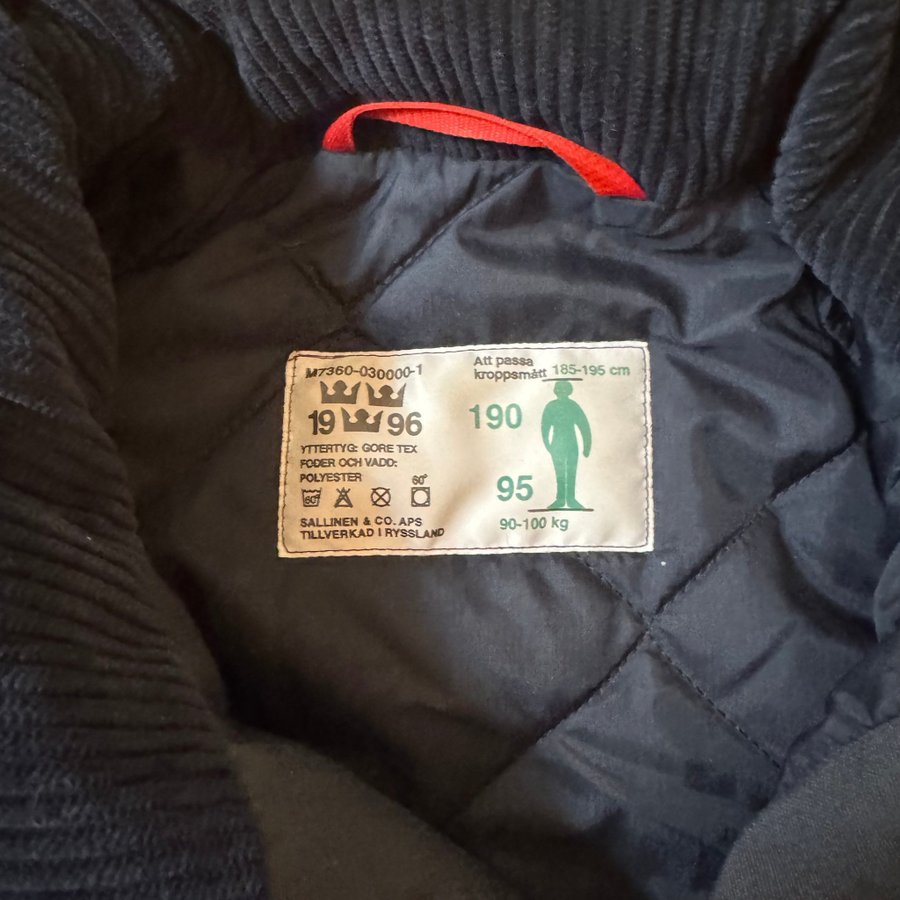 M7360-030000-1
19 96
YTTERTYG: GORE TEX
FODER OCH VADD:
POLYESTER
60° 60°
SALLINEN & CO. APS
TILLVERKAD I RYSSLAND
Att passa
kroppsmått 185-195 cm
190
95
90-100 kg